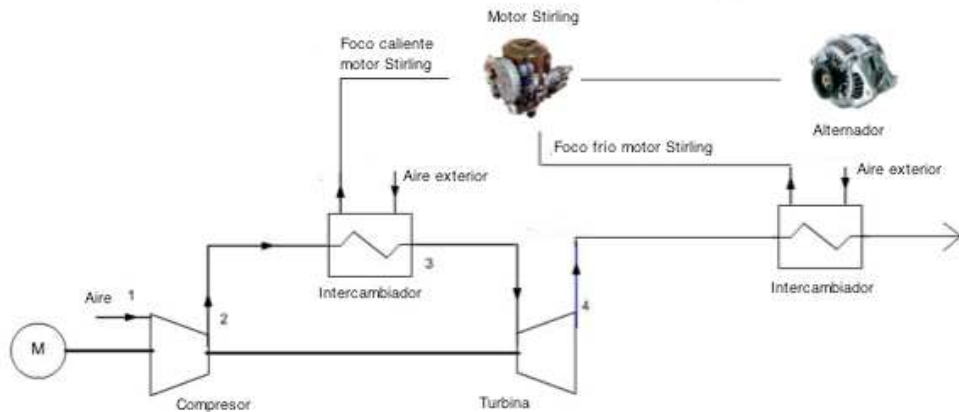 Motor Stirling
Foco caliente
motor Stirling
Alternador
Foco frio motor Stirling
Aire exterior
Aire exterior
3
Intercambiador
Intercambiador
Aire
1
2
4
M
Turbina
Compresor